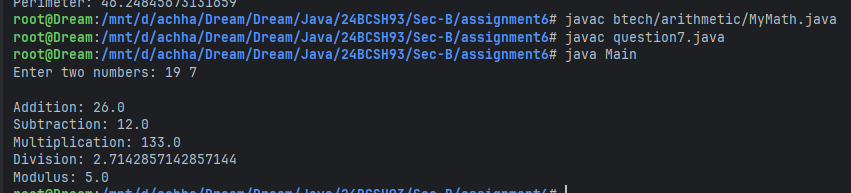 Perimeter: 48.24845873131859
root@Dream:/mnt/d/achha/Dream/Dream/Java/24BCSH93/Sec-B/assignment6# javac btech/arithmetic/MyMath.java
root@Dream:/mnt/d/achha/Dream/Dream/Java/24BCSH93/Sec-B/assignment6# javac question7.java
root@Dream:/mnt/d/achha/Dream/Dream/Java/24BCSH93/Sec-B/assignment6# java Main
Enter two numbers: 19 7
Addition: 26.0
Subtraction: 12.0
Multiplication: 133.0
Division: 2.7142857142857144
Modulus: 5.0
root@Dream:/mnt/d/achha/Dream/Dream/Java/24BCSH93/Sec-B/assignment6#